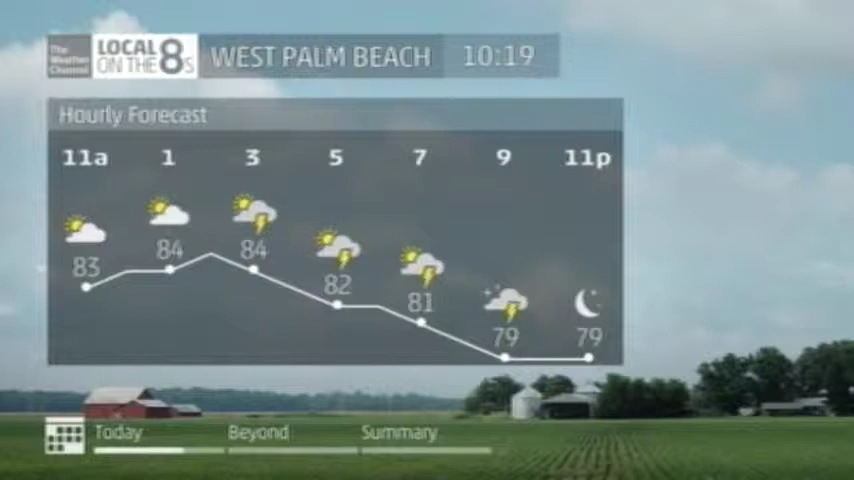 The
Weather
Channel
LOCAL
ON THE 8s
WEST PALM BEACH
10:19
Hourly Forecast
11a 1 3 5 7 9 11p
83 84 84 82 81 79 79
Today Beyond Summary